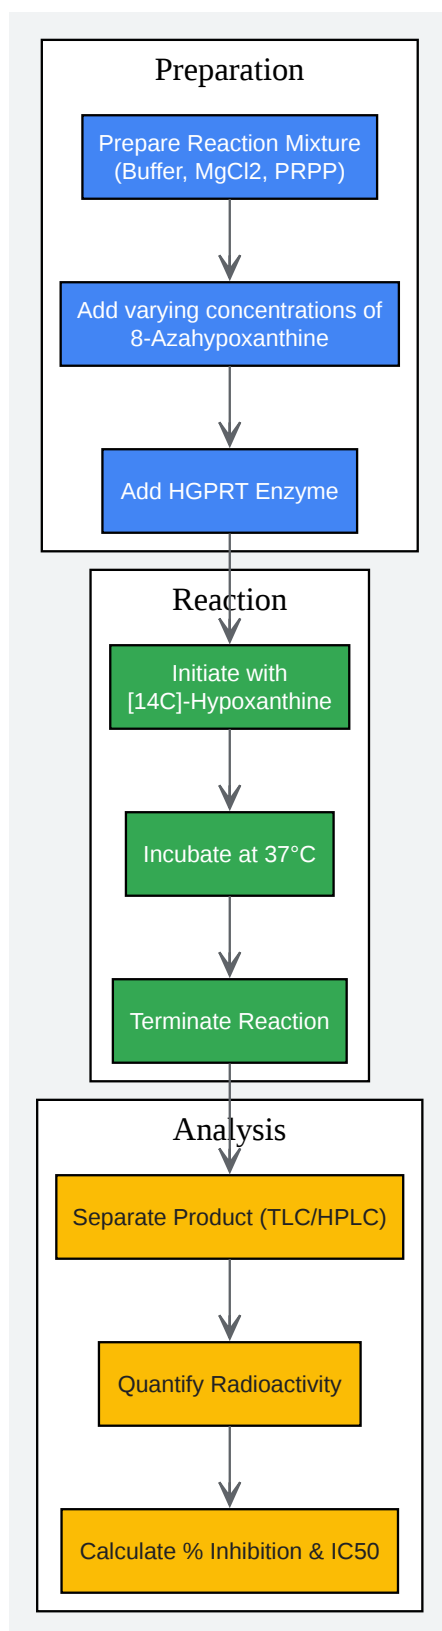 Preparation
Prepare Reaction Mixture
(Buffer, MgCl2, PRPP)
Add varying concentrations of
8-Azahypoxanthine
Add HGPRT Enzyme
Reaction
Initiate with
[14C]-Hypoxanthine
Incubate at 37°C
Terminate Reaction
Analysis
Separate Product (TLC/HPLC)
Quantify Radioactivity
Calculate % Inhibition & IC50